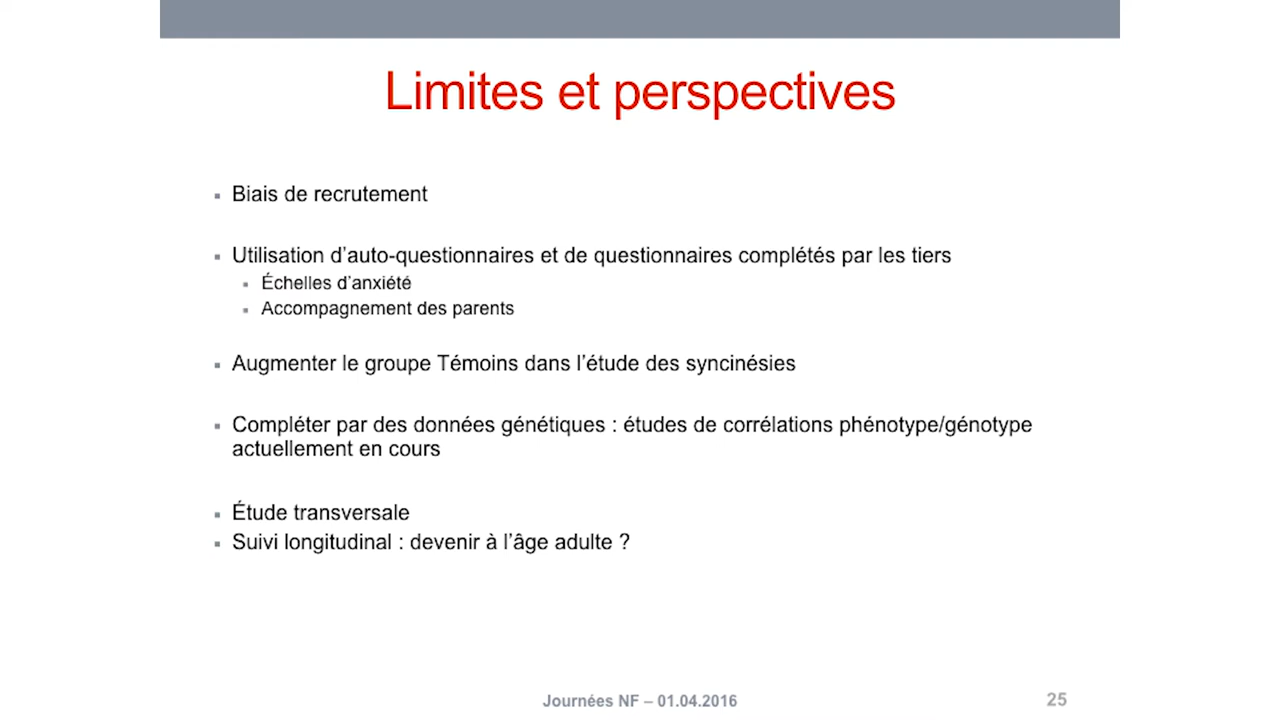 Limites et perspectives
Biais de recrutement
Utilisation d’auto-questionnaires et de questionnaires complétés par les tiers
Échelles d’anxiété
Accompagnement des parents
Augmenter le groupe Témoins dans l’étude des syncinésies
Compléter par des données génétiques : études de corrélations phénotype/génotype
actuellement en cours
Étude transversale
Suivi longitudinal : devenir à l’âge adulte ?
Journées NF – 01.04.2016
25